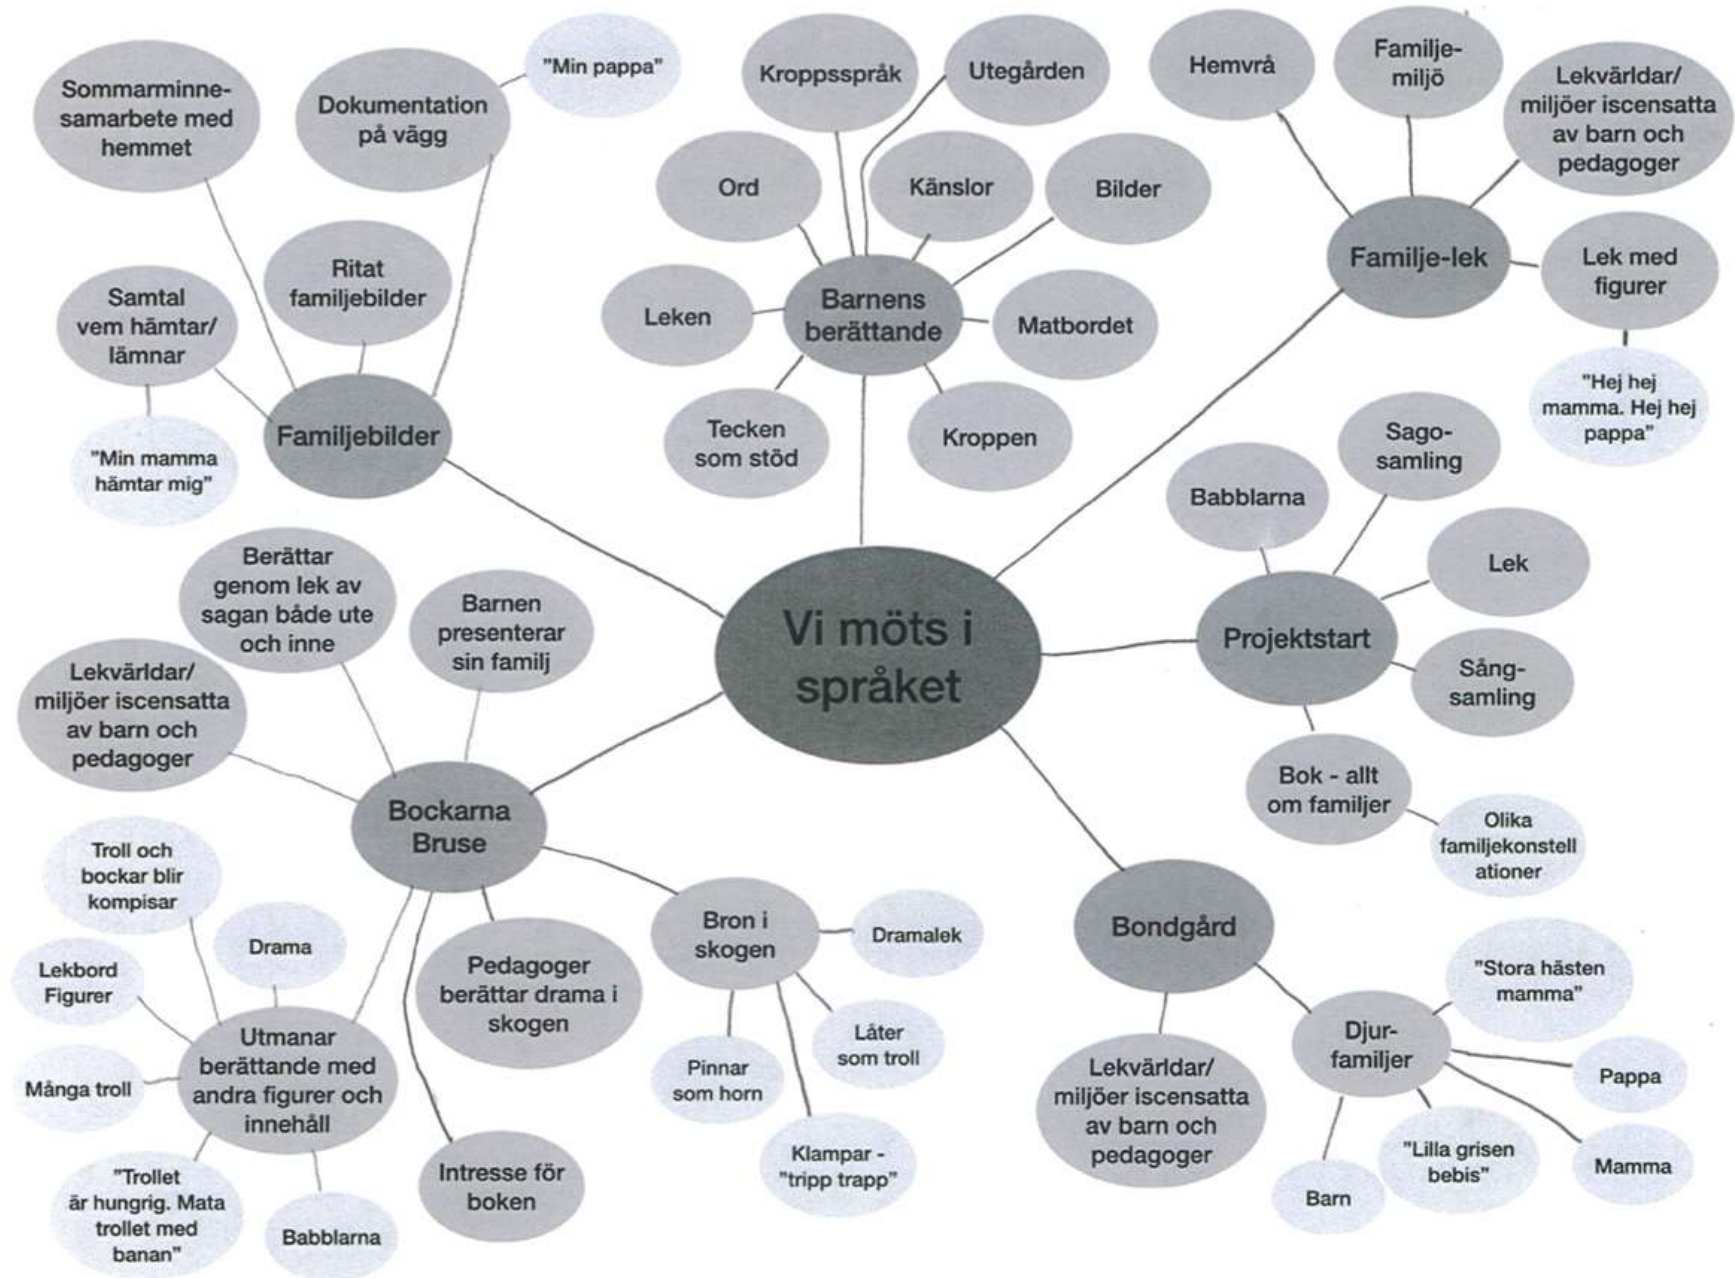 Sommarminne-
samarbete med
hemmet
Dokumentation
på vägg
"Min pappa"
Samtal
vem hämtar/
lämnar
Ritat
familjebilder
"Min mamma
hämtar mig"
Familjebilder
Kroppsspråk
Utegården
Ord
Känslor
Bilder
Leken
Barnens
berättande
Matbordet
Tecken
som stöd
Kroppen
Hemvrå
Familje-
miljö
Lekvärldar/
miljöer iscensatta
av barn och
pedagoger
Familje-lek
Lek med
figurer
"Hej hej
mamma. Hej hej
pappa"
Vi möts i
språket
Babblarna
Sago-
samling
Lek
Projektstart
Sång-
samling
Bok - allt
om familjer
Olika
familjekonstell
ationer
Berättar
genom lek av
sagan både ute
och inne
Barnen
presenterar
sin familj
Lekvärldar/
miljöer iscensatta
av barn och
pedagoger
Bockarna
Bruse
Troll och
bockar blir
kompisar
Drama
Lekbord
Figurer
Många troll
Utmanar
berättande med
andra figurer och
innehåll
"Trollet
är hungrig. Mata
trollet med
banan"
Babblarna
Pedagoger
berättar drama i
skogen
Intresse för
boken
Bron i
skogen
Dramalek
Låter
som troll
Pinnar
som horn
Klampar -
"tripp trapp"
Bondgård
Lekvärldar/
miljöer iscensatta
av barn och
pedagoger
Djur-
familjer
"Stora hästen
mamma"
Pappa
Mamma
"Lilla grisen
bebis"
Barn